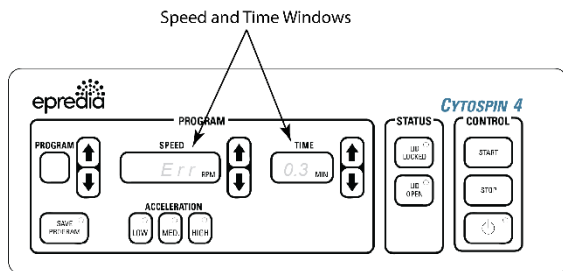 Speed and Time Windows
epredia
CYTOSPIN 4
PROGRAM
STATUS
CONTROL
PROGRAM
SPEED
TIME
Err RPM
0.3 MIN
LID
LOCKED
START
LID
OPEN
STOP
ACCELERATION
SAVE
PROGRAM
LOW
MED.
HIGH